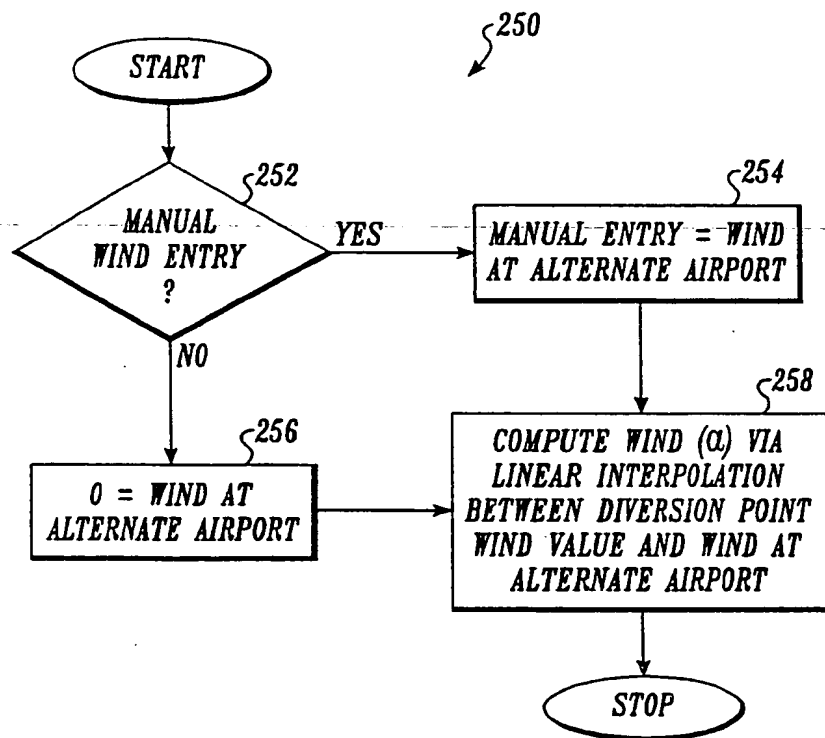 250
START
252
MANUAL
WIND ENTRY
?
YES
254
MANUAL ENTRY = WIND
AT ALTERNATE AIRPORT
NO
256
0 = WIND AT
ALTERNATE AIRPORT
258
COMPUTE WIND (α) VIA
LINEAR INTERPOLATION
BETWEEN DIVERSION POINT
WIND VALUE AND WIND AT
ALTERNATE AIRPORT
STOP